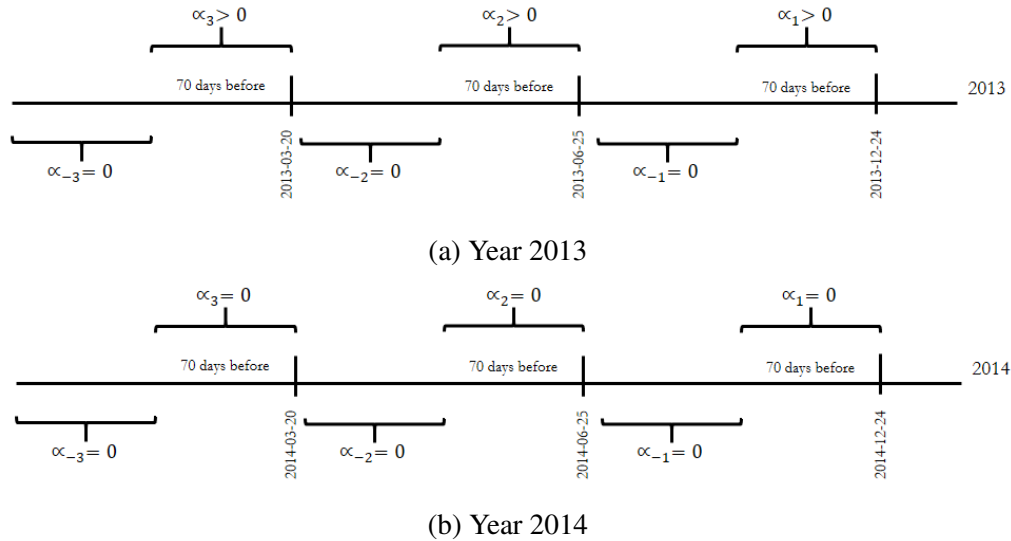 ∝₃> 0 ∝₂> 0 ∝₁> 0
70 days before 70 days before 70 days before 2013
∝₋₃= 0 2013-03-20 ∝₋₂= 0 2013-06-25 ∝₋₁= 0 2013-12-24
(a) Year 2013
∝₃= 0 ∝₂= 0 ∝₁= 0
70 days before 70 days before 70 days before 2014
∝₋₃= 0 2014-03-20 ∝₋₂= 0 2014-06-25 ∝₋₁= 0 2014-12-24
(b) Year 2014